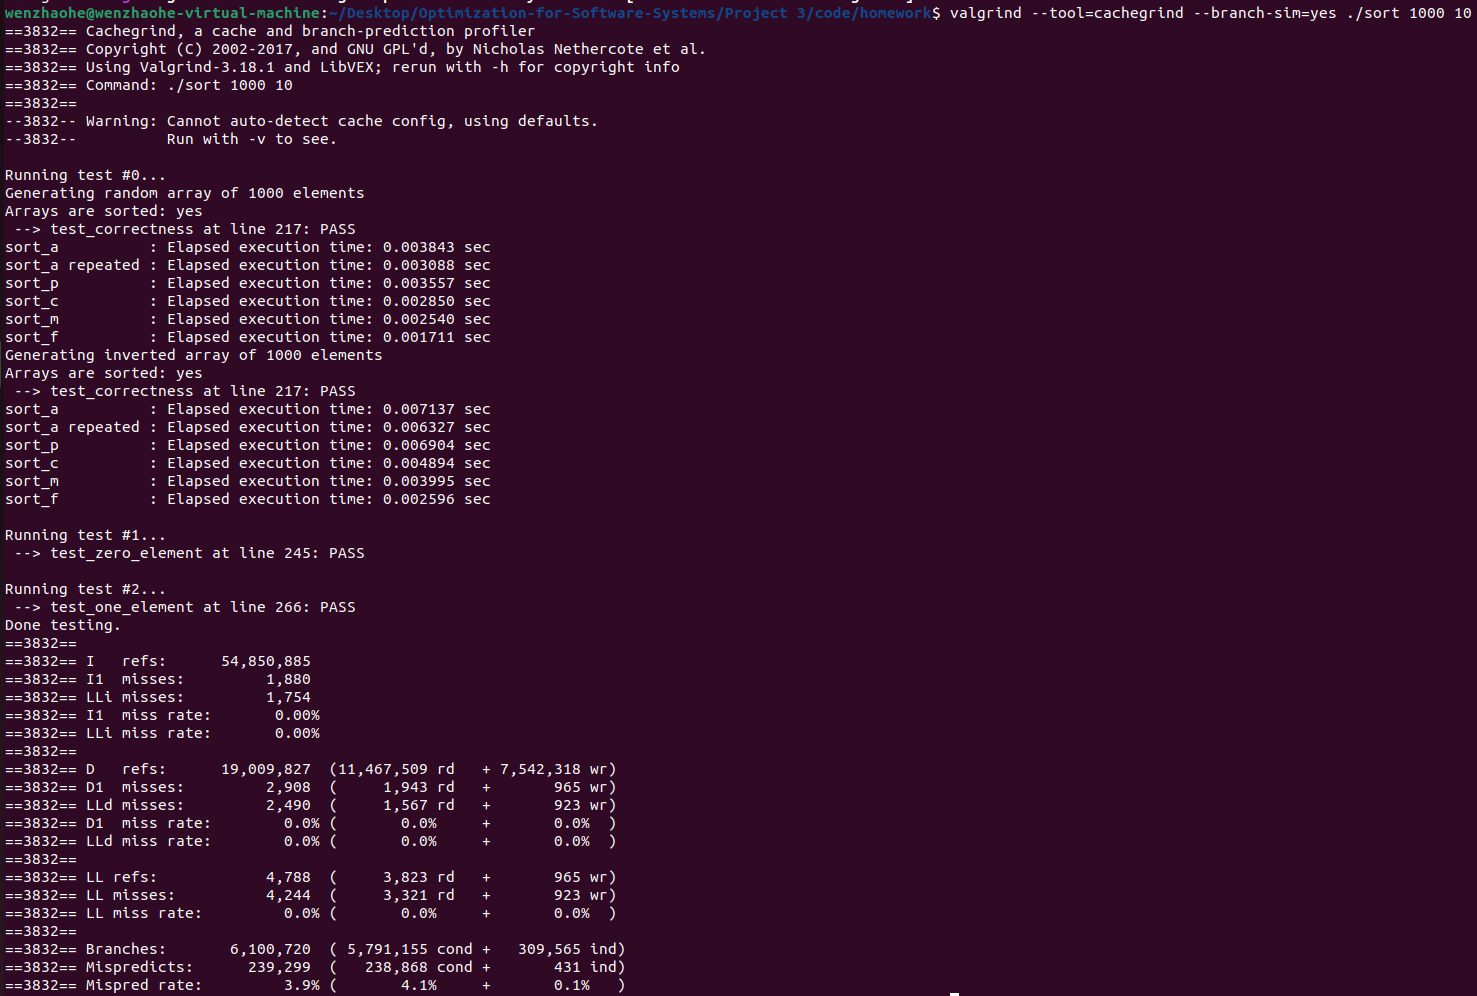 wenzhaohe@wenzhaohe-virtual-machine:~/Desktop/Optimization-for-Software-Systems/Project 3/code/homework$ valgrind --tool=cachegrind --branch-sim=yes ./sort 1000 10
==3832== Cachegrind, a cache and branch-prediction profiler
==3832== Copyright (C) 2002-2017, and GNU GPL'd, by Nicholas Nethercote et al.
==3832== Using Valgrind-3.18.1 and LibVEX; rerun with -h for copyright info
==3832== Command: ./sort 1000 10
==3832==
--3832-- Warning: Cannot auto-detect cache config, using defaults.
--3832--          Run with -v to see.

Running test #0...
Generating random array of 1000 elements
Arrays are sorted: yes
 --> test_correctness at line 217: PASS
sort_a          : Elapsed execution time: 0.003843 sec
sort_a repeated : Elapsed execution time: 0.003088 sec
sort_p          : Elapsed execution time: 0.003557 sec
sort_c          : Elapsed execution time: 0.002850 sec
sort_m          : Elapsed execution time: 0.002540 sec
sort_f          : Elapsed execution time: 0.001711 sec
Generating inverted array of 1000 elements
Arrays are sorted: yes
 --> test_correctness at line 217: PASS
sort_a          : Elapsed execution time: 0.007137 sec
sort_a repeated : Elapsed execution time: 0.006327 sec
sort_p          : Elapsed execution time: 0.006904 sec
sort_c          : Elapsed execution time: 0.004894 sec
sort_m          : Elapsed execution time: 0.003995 sec
sort_f          : Elapsed execution time: 0.002596 sec

Running test #1...
 --> test_zero_element at line 245: PASS

Running test #2...
 --> test_one_element at line 266: PASS
Done testing.
==3832==
==3832== I   refs:      54,850,885
==3832== I1  misses:         1,880
==3832== LLi misses:         1,754
==3832== I1  miss rate:       0.00%
==3832== LLi miss rate:       0.00%
==3832==
==3832== D   refs:      19,009,827  (11,467,509 rd   + 7,542,318 wr)
==3832== D1  misses:         2,908  (     1,943 rd   +       965 wr)
==3832== LLd misses:         2,490  (     1,567 rd   +       923 wr)
==3832== D1  miss rate:        0.0% (       0.0%     +       0.0%  )
==3832== LLd miss rate:        0.0% (       0.0%     +       0.0%  )
==3832==
==3832== LL refs:            4,788  (     3,823 rd   +       965 wr)
==3832== LL misses:          4,244  (     3,321 rd   +       923 wr)
==3832== LL miss rate:         0.0% (       0.0%     +       0.0%  )
==3832==
==3832== Branches:       6,100,720  ( 5,791,155 cond +   309,565 ind)
==3832== Mispredicts:      239,299  (   238,868 cond +       431 ind)
==3832== Mispred rate:         3.9% (       4.1%     +       0.1%   )